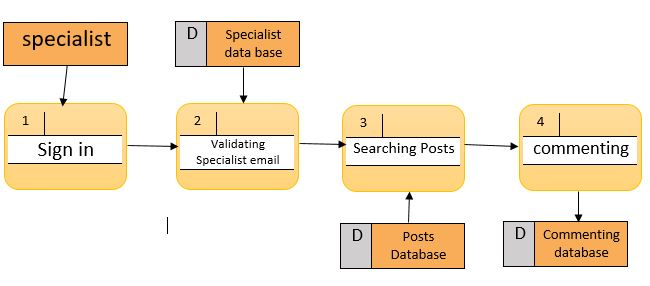 specialist
D
Specialist
data base
1
Sign in
2
Validating
Specialist email
3
Searching Posts
4
commenting
D
Posts
Database
D
Commenting
database